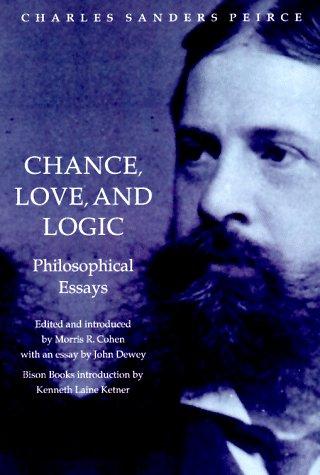 CHARLES SANDERS PEIRCE
CHANCE,
LOVE, AND
LOGIC
Philosophical
Essays
Edited and introduced
by Morris R. Cohen
with an essay by John Dewey
Bison Books introduction by
Kenneth Laine Ketner